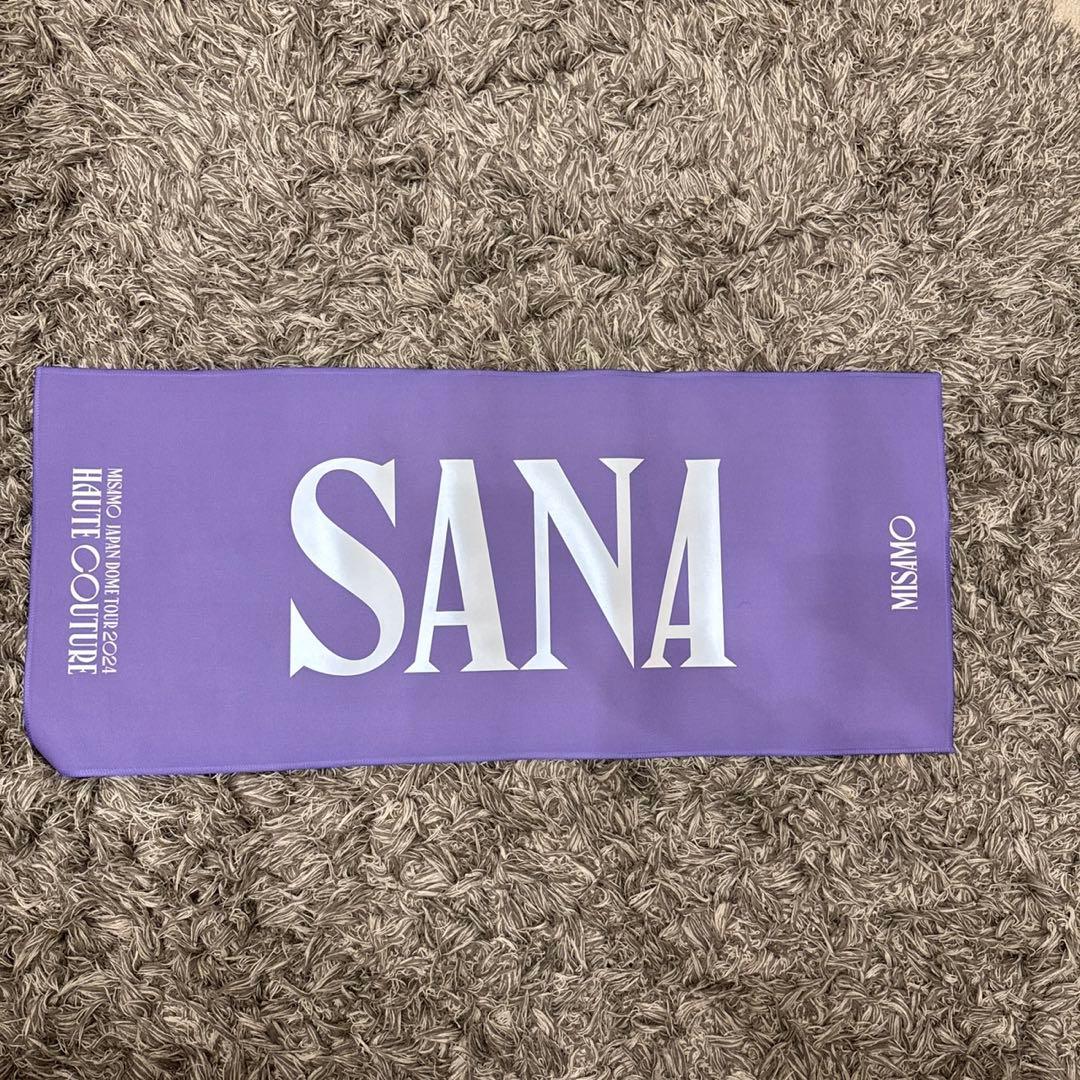 MISAMO JAPAN DOME TOUR 2024
HAUTE COUTURE
SANA
MISAMO